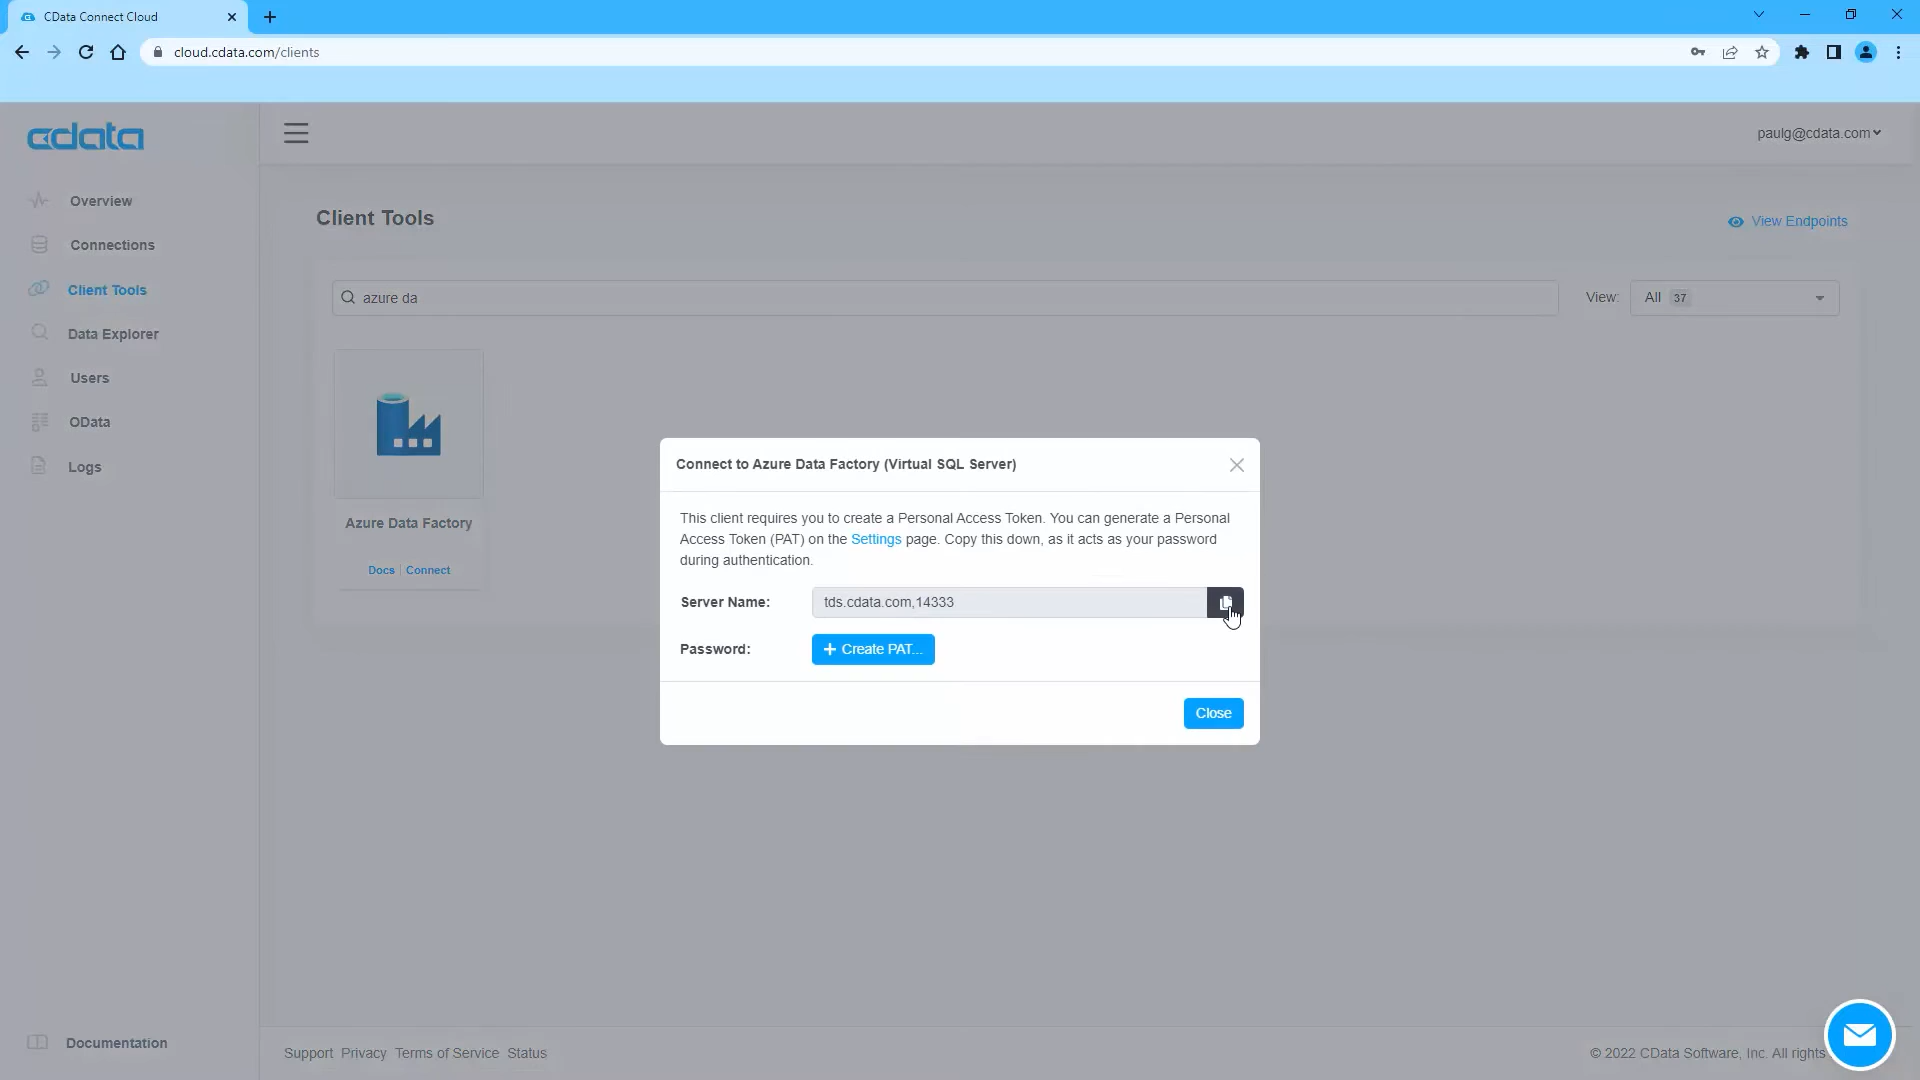 CData Connect Cloud
cloud.cdata.com/clients
cdata
paulg@cdata.com
Overview
Connections
Client Tools
Data Explorer
Users
OData
Logs
Documentation
Client Tools
View Endpoints
azure da
View: All 37
Azure Data Factory
Docs | Connect
Connect to Azure Data Factory (Virtual SQL Server)
This client requires you to create a Personal Access Token. You can generate a Personal
Access Token (PAT) on the Settings page. Copy this down, as it acts as your password
during authentication.
Server Name: tds.cdata.com,14333
Password: + Create PAT...
Close
Support Privacy Terms of Service Status
© 2022 CData Software, Inc. All rights